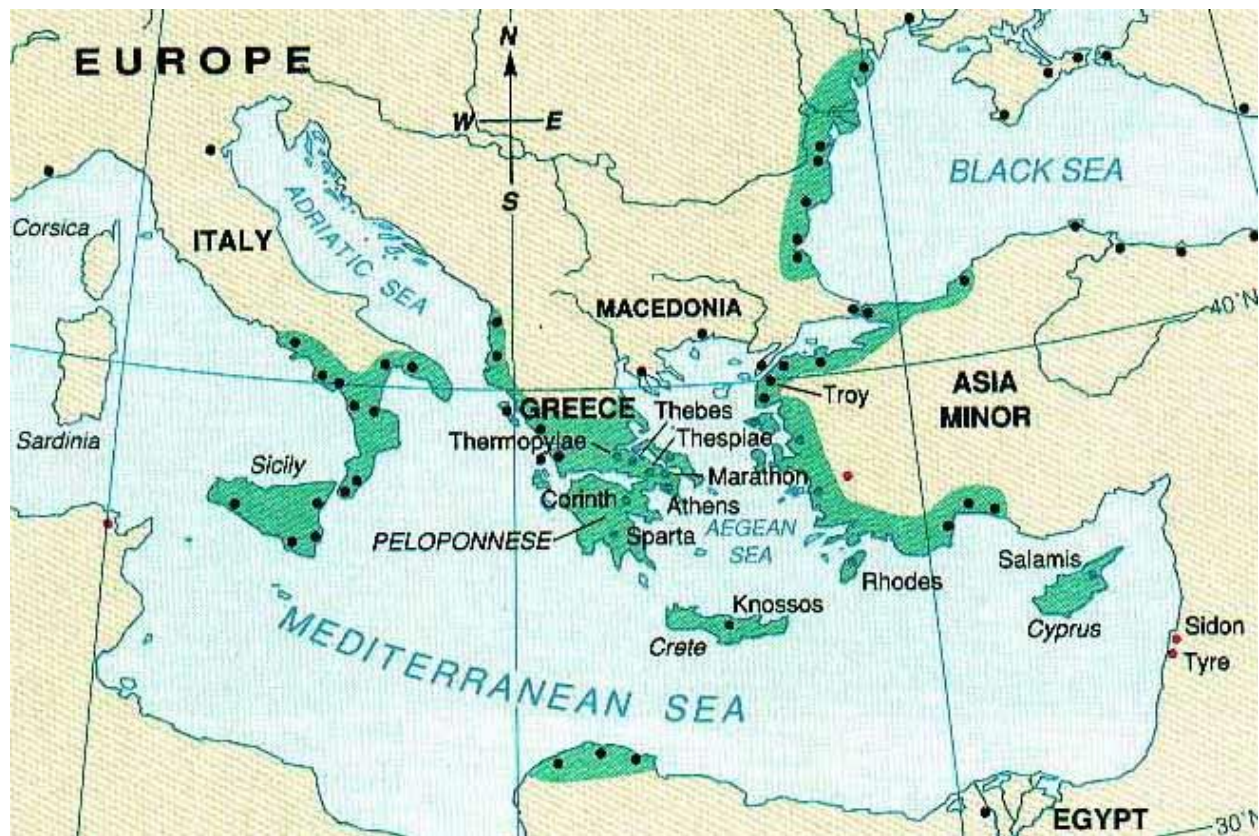 EUROPE
N
W
E
S
BLACK SEA
Corsica
ITALY
ADRIATIC SEA
MACEDONIA
40°N
ASIA
MINOR
Troy
GREECE
Thebes
Thermopylae
Thespiae
Sardinia
Sicily
Marathon
Corinth
Athens
PELOPONNESE
Sparta
AEGEAN
SEA
Rhodes
Salamis
Knossos
Cyprus
Crete
Sidon
Tyre
MEDITERRANEAN SEA
EGYPT
30°N